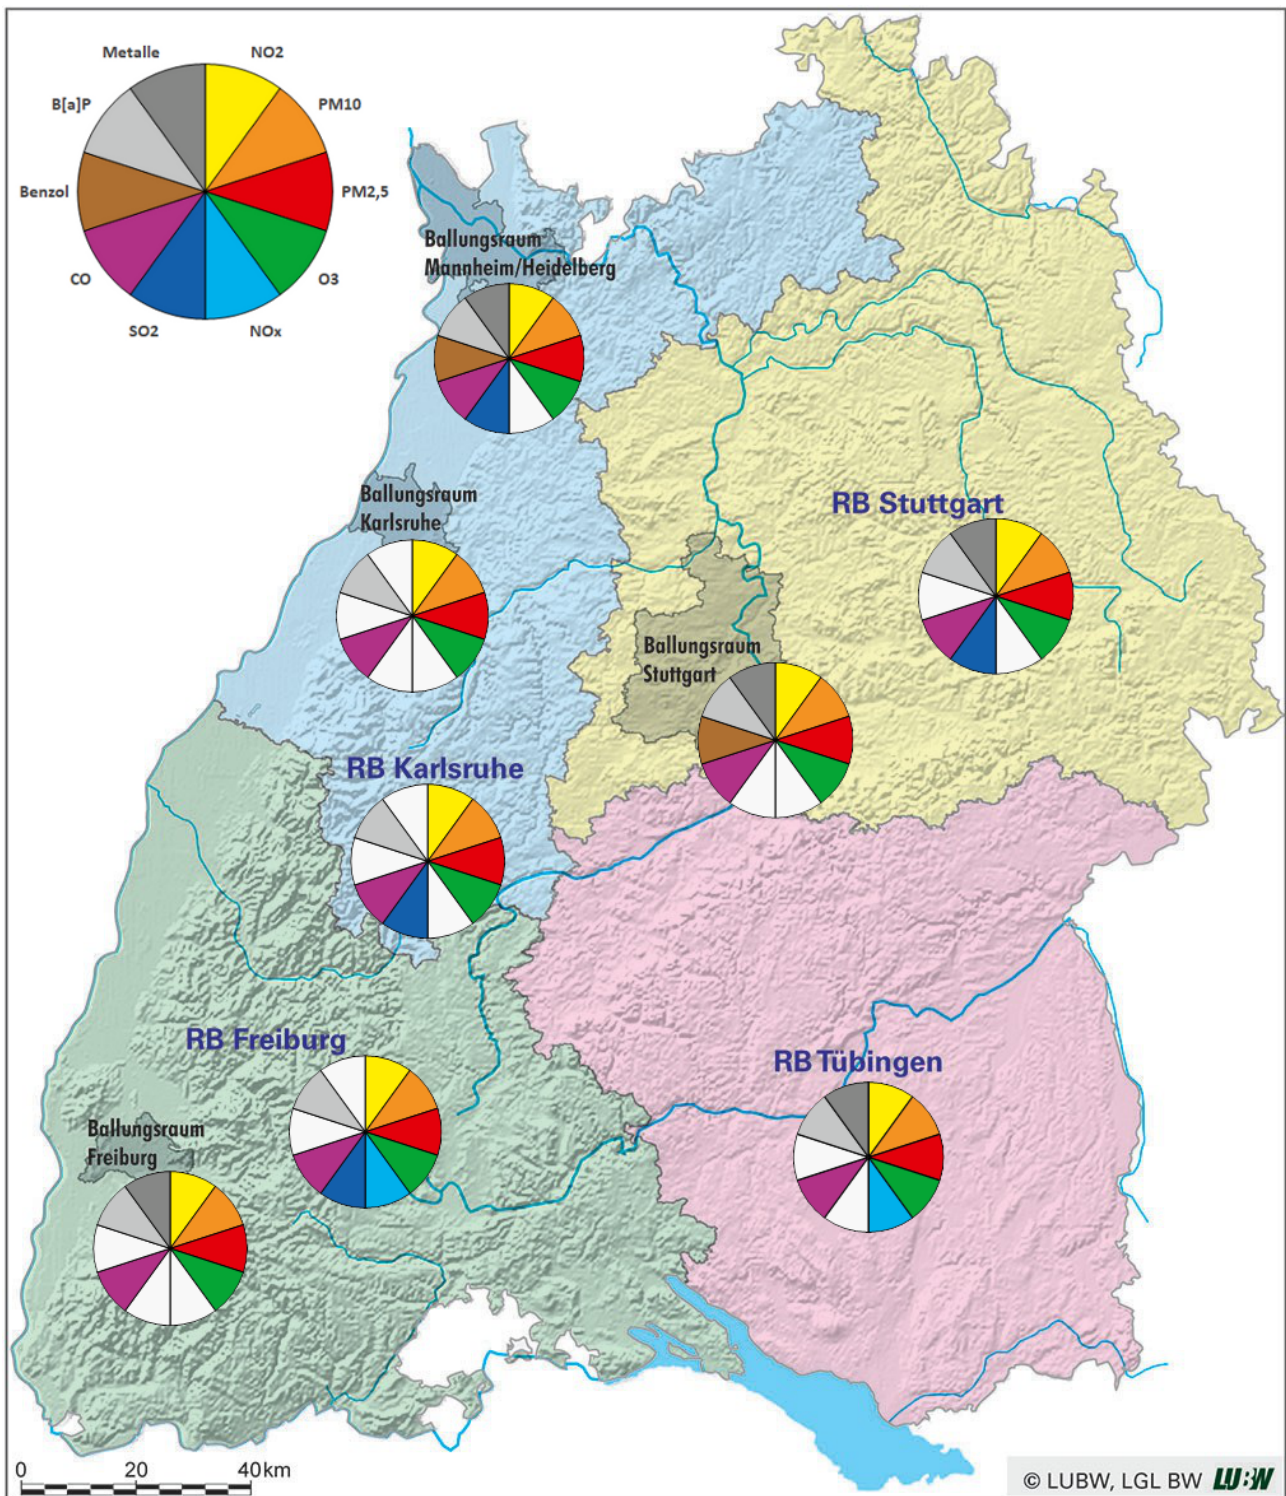 Metalle
NO2
B[a]P
PM10
Benzol
PM2,5
CO
O3
SO2
NOx
Ballungsraum
Mannheim/Heidelberg
Ballungsraum
Karlsruhe
RB Stuttgart
Ballungsraum
Stuttgart
RB Karlsruhe
RB Freiburg
RB Tübingen
Ballungsraum
Freiburg
0 20 40km
© LUBW, LGL BW LUBW